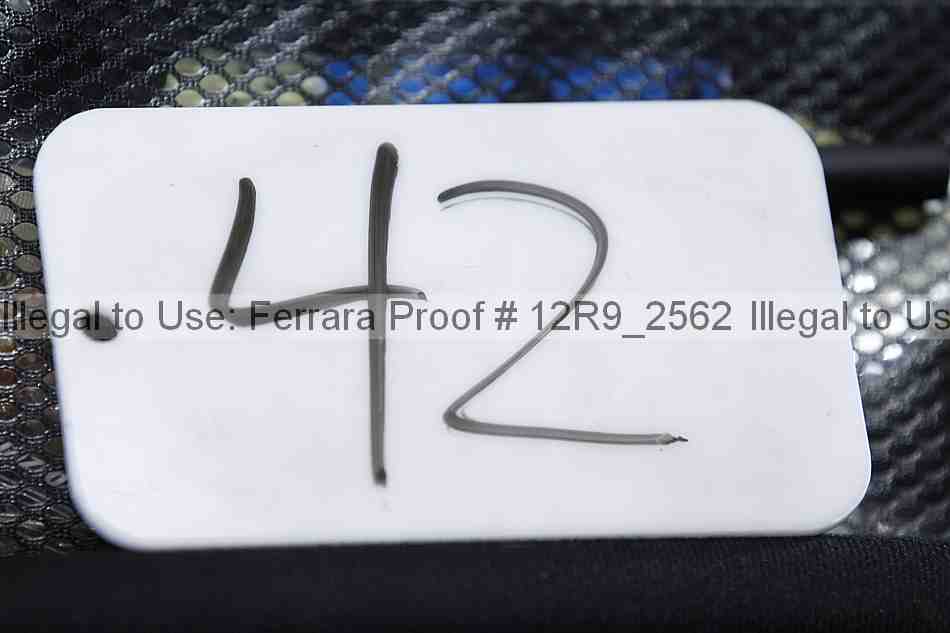 42
Illegal to Use: Ferrara Proof # 12R9_2562 Illegal to Us